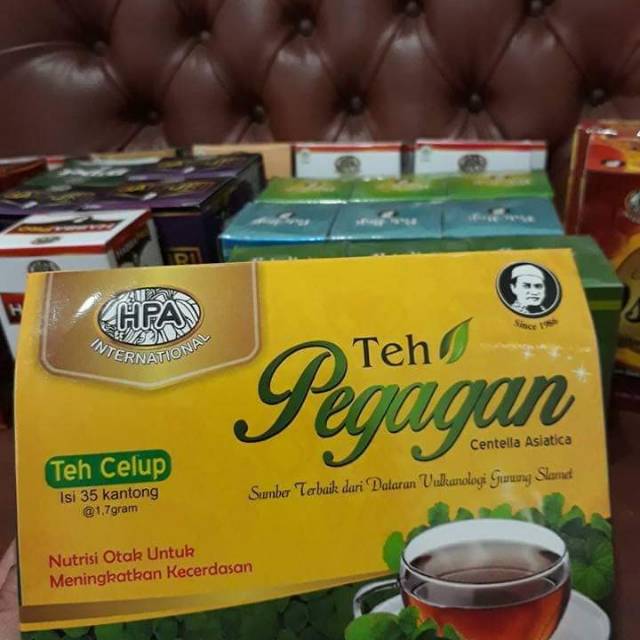 HPA
INTERNATIONAL
Since 1986
Teh
Pegagan
Centella Asiatica
Teh Celup
Isi 35 kantong
@1,7gram
Sumber Terbaik dari Dataran Vulkanologi Gunung Slamet
Nutrisi Otak Untuk
Meningkatkan Kecerdasan